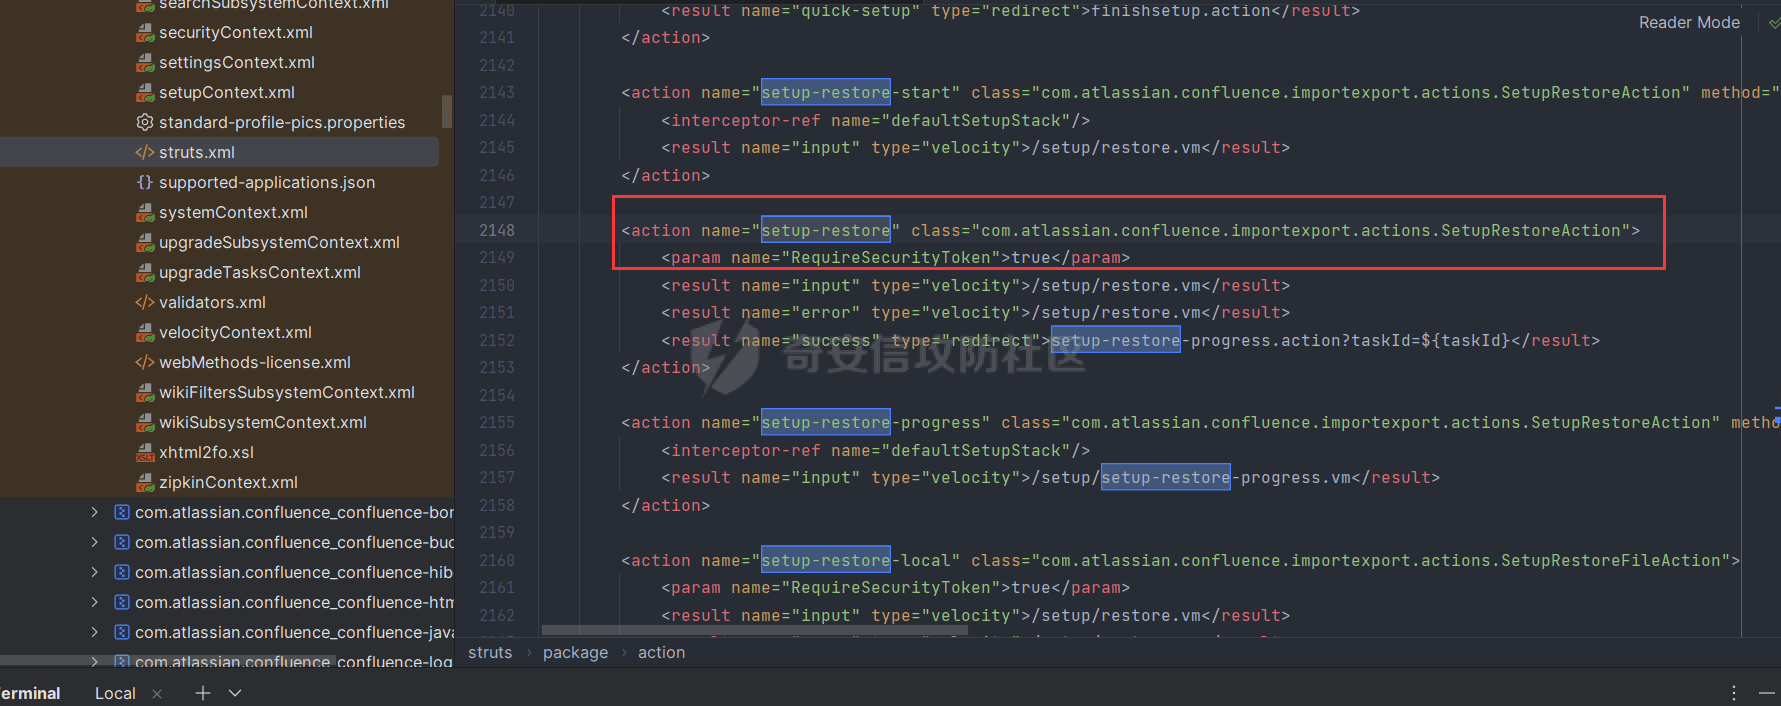 searchSubsystemContext.xml
securityContext.xml
settingsContext.xml
setupContext.xml
standard-profile-pics.properties
struts.xml
supported-applications.json
systemContext.xml
upgradeSubsystemContext.xml
upgradeTasksContext.xml
validators.xml
velocityContext.xml
webMethods-license.xml
wikiFiltersSubsystemContext.xml
wikiSubsystemContext.xml
xhtml2fo.xsl
zipkinContext.xml
com.atlassian.confluence_confluence-bor
com.atlassian.confluence_confluence-buc
com.atlassian.confluence_confluence-hib
com.atlassian.confluence_confluence-htm
com.atlassian.confluence_confluence-java
com.atlassian.confluence_confluence-log
Reader Mode
2140 <result name="quick-setup" type="redirect">finishsetup.action</result>
2141 </action>
2142
2143 <action name="setup-restore-start" class="com.atlassian.confluence.importexport.actions.SetupRestoreAction" method="
2144 <interceptor-ref name="defaultSetupStack"/>
2145 <result name="input" type="velocity">/setup/restore.vm</result>
2146 </action>
2147
2148 <action name="setup-restore" class="com.atlassian.confluence.importexport.actions.SetupRestoreAction">
2149 <param name="RequireSecurityToken">true</param>
2150 <result name="input" type="velocity">/setup/restore.vm</result>
2151 <result name="error" type="velocity">/setup/restore.vm</result>
2152 <result name="success" type="redirect">setup-restore-progress.action?taskId=${taskId}</result>
2153 </action>
2154
2155 <action name="setup-restore-progress" class="com.atlassian.confluence.importexport.actions.SetupRestoreAction" metho
2156 <interceptor-ref name="defaultSetupStack"/>
2157 <result name="input" type="velocity">/setup/setup-restore-progress.vm</result>
2158 </action>
2159
2160 <action name="setup-restore-local" class="com.atlassian.confluence.importexport.actions.SetupRestoreFileAction">
2161 <param name="RequireSecurityToken">true</param>
2162 <result name="input" type="velocity">/setup/restore.vm</result>
奇安信攻防社区
struts › package › action
erminal Local